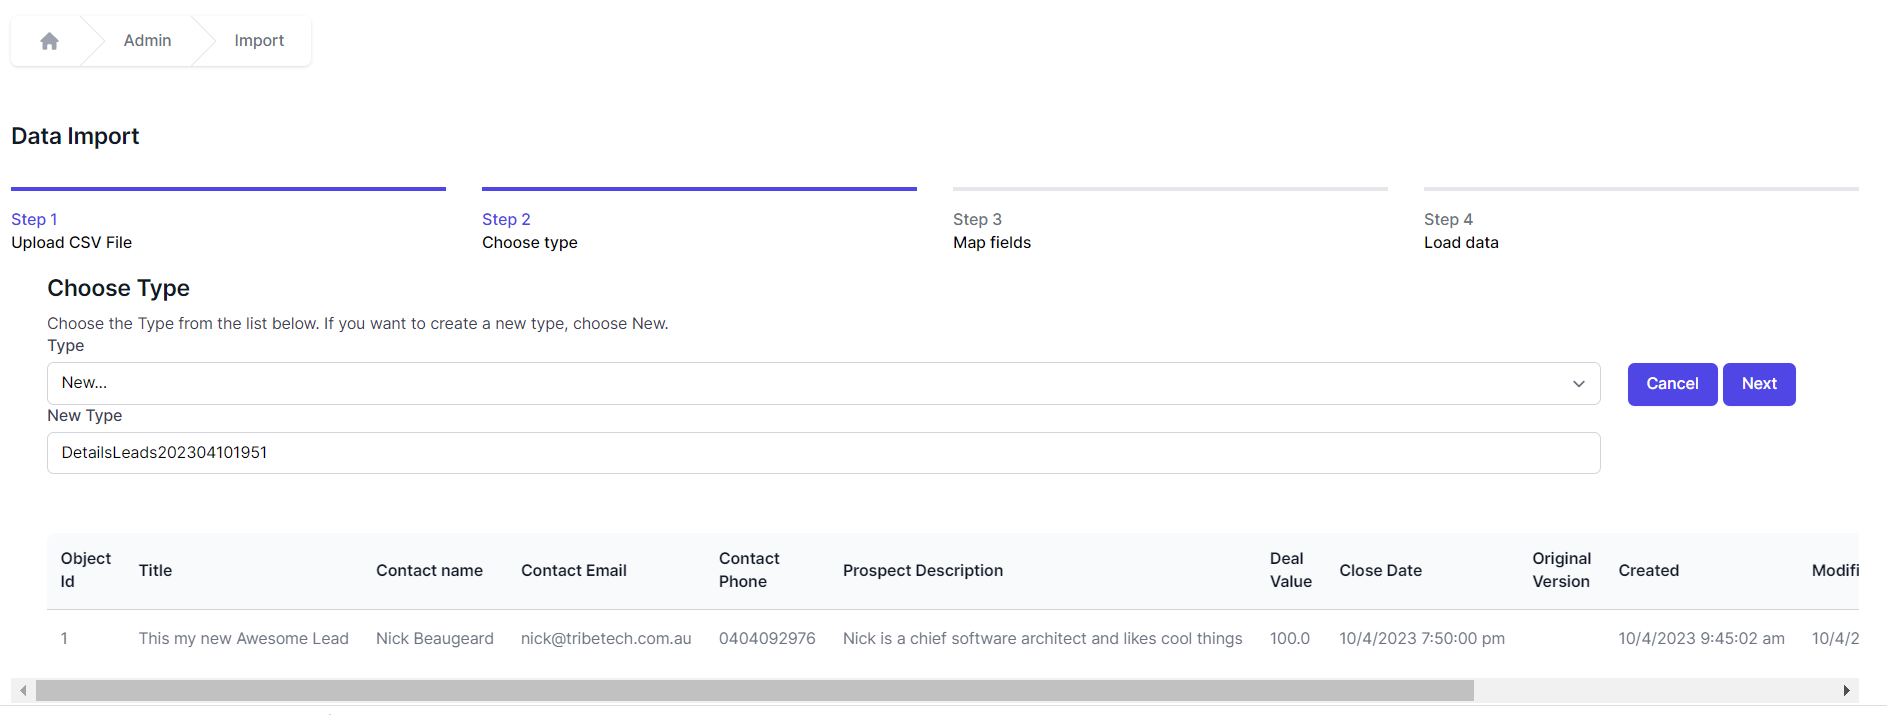 Admin
Import
Data Import
Step 1
Upload CSV File
Step 2
Choose type
Step 3
Map fields
Step 4
Load data
Choose Type
Choose the Type from the list below. If you want to create a new type, choose New.
Type
New...
Cancel
Next
New Type
DetailsLeads202304101951
Object Id
Title
Contact name
Contact Email
Contact Phone
Prospect Description
Deal Value
Close Date
Original Version
Created
Modifi
1
This my new Awesome Lead
Nick Beaugeard
nick@tribetech.com.au
0404092976
Nick is a chief software architect and likes cool things
100.0
10/4/2023 7:50:00 pm
10/4/2023 9:45:02 am
10/4/2